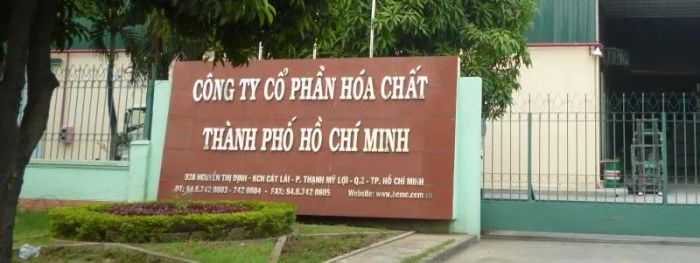 CÔNG TY CỔ PHẦN HÓA CHẤT
THÀNH PHỐ HỒ CHÍ MINH
938 NGUYỄN THỊ ĐỊNH - KCN CÁT LÁI - P. THẠNH MỸ LỢI - Q.2 - TP. HỒ CHÍ MINH
ĐT: 84.8.742 0803 - 742 0804 - FAX: 84.8.742 0805 Website: www.hcmc.com.vn